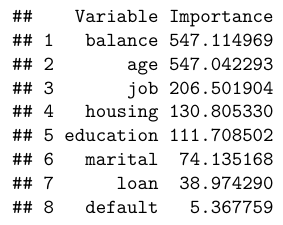 ## Variable Importance
## 1 balance 547.114969
## 2 age 547.042293
## 3 job 206.501904
## 4 housing 130.805330
## 5 education 111.708502
## 6 marital 74.135168
## 7 loan 38.974290
## 8 default 5.367759